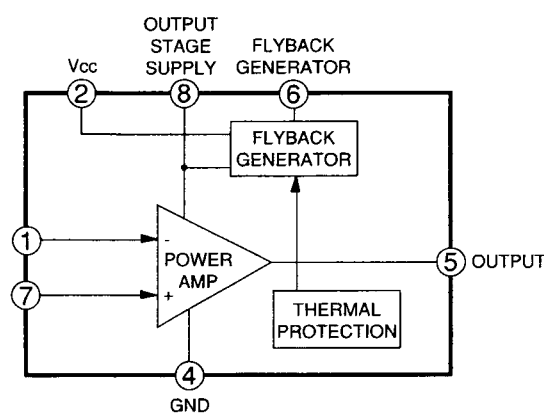 OUTPUT
STAGE
SUPPLY
FLYBACK
GENERATOR
Vcc
2
8
6
FLYBACK
GENERATOR
1
-
POWER
AMP
5 OUTPUT
7
+
THERMAL
PROTECTION
4
GND